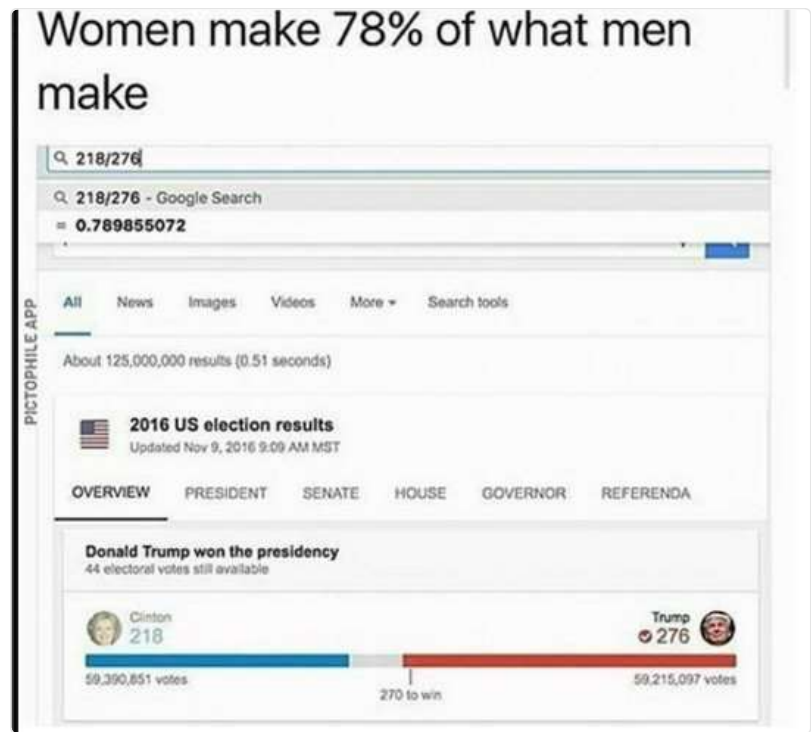 Women make 78% of what men
make
218/276
218/276 - Google Search
= 0.789855072
All News Images Videos More Search tools
About 125,000,000 results (0.51 seconds)
PICTOPHILE APP
2016 US election results
Updated Nov 9, 2016 9:09 AM MST
OVERVIEW PRESIDENT SENATE HOUSE GOVERNOR REFERENDA
Donald Trump won the presidency
44 electoral votes still available
Clinton Trump
218 276
59,390,851 votes 59,215,097 votes
270 to win